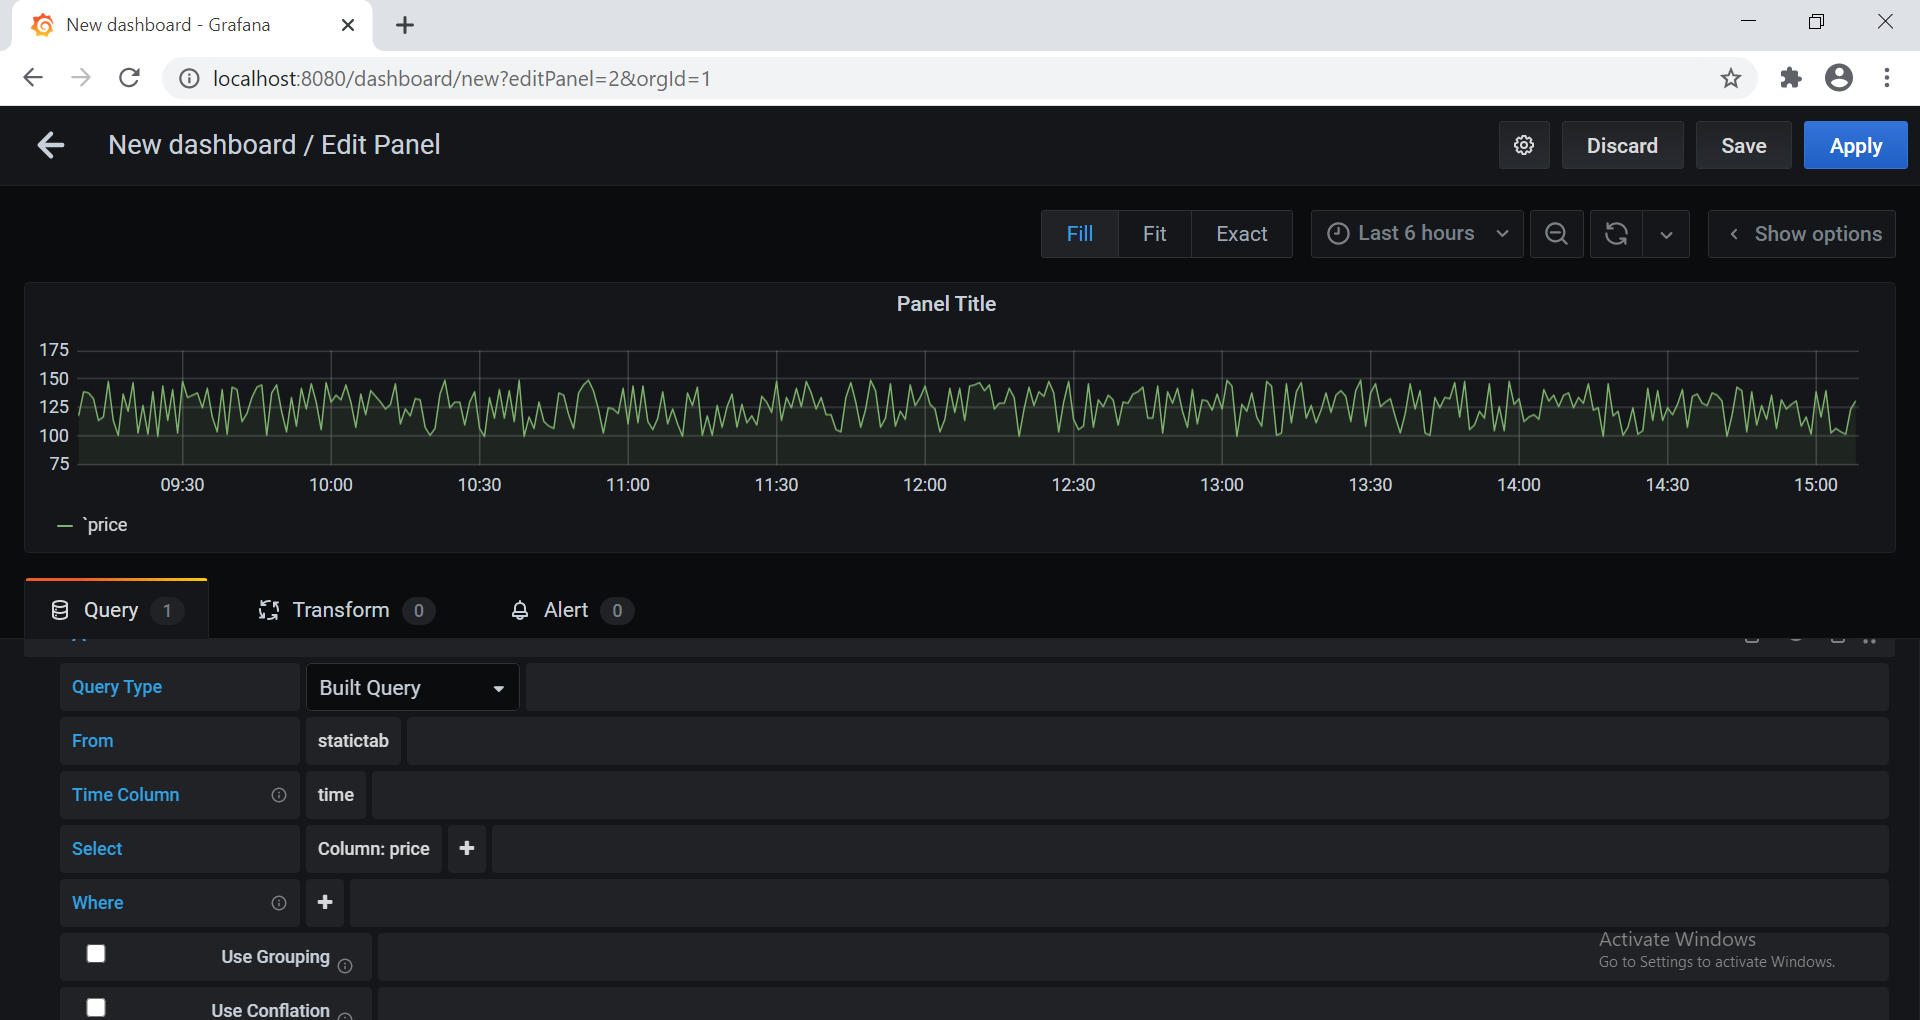 New dashboard - Grafana
localhost:8080/dashboard/new?editPanel=2&orgId=1
New dashboard / Edit Panel
Discard
Save
Apply
Fill
Fit
Exact
Last 6 hours
Show options
Panel Title
175
150
125
100
75
09:30
10:00
10:30
11:00
11:30
12:00
12:30
13:00
13:30
14:00
14:30
15:00
`price
Query 1
Transform 0
Alert 0
Query Type
Built Query
From
statictab
Time Column
time
Select
Column: price
Where
Use Grouping
Use Conflation
Activate Windows
Go to Settings to activate Windows.